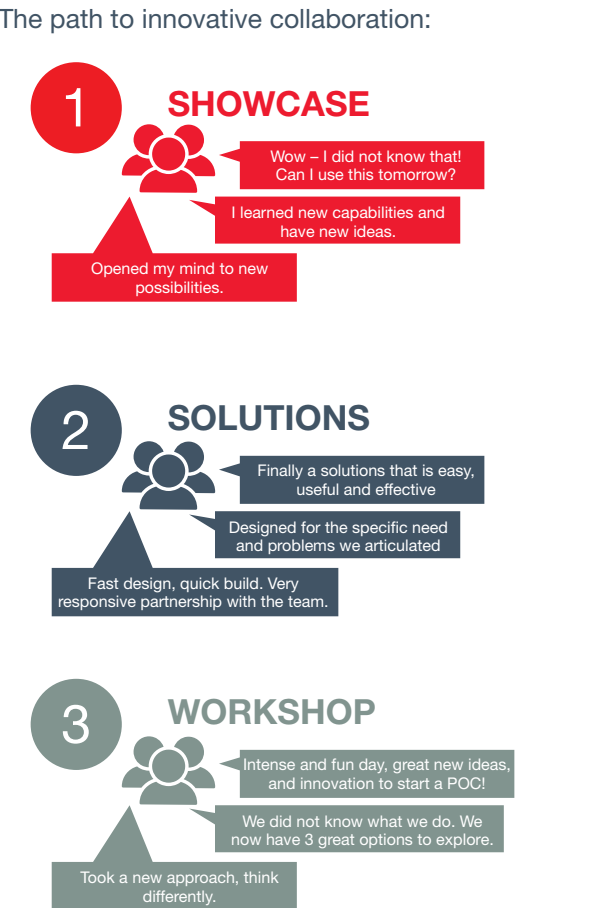 The path to innovative collaboration:
1
SHOWCASE
Wow – I did not know that!
Can I use this tomorrow?
I learned new capabilities and
have new ideas.
Opened my mind to new
possibilities.
2
SOLUTIONS
Finally a solutions that is easy,
useful and effective
Designed for the specific need
and problems we articulated
Fast design, quick build. Very
responsive partnership with the team.
3
WORKSHOP
Intense and fun day, great new ideas,
and innovation to start a POC!
We did not know what we do. We
now have 3 great options to explore.
Took a new approach, think
differently.